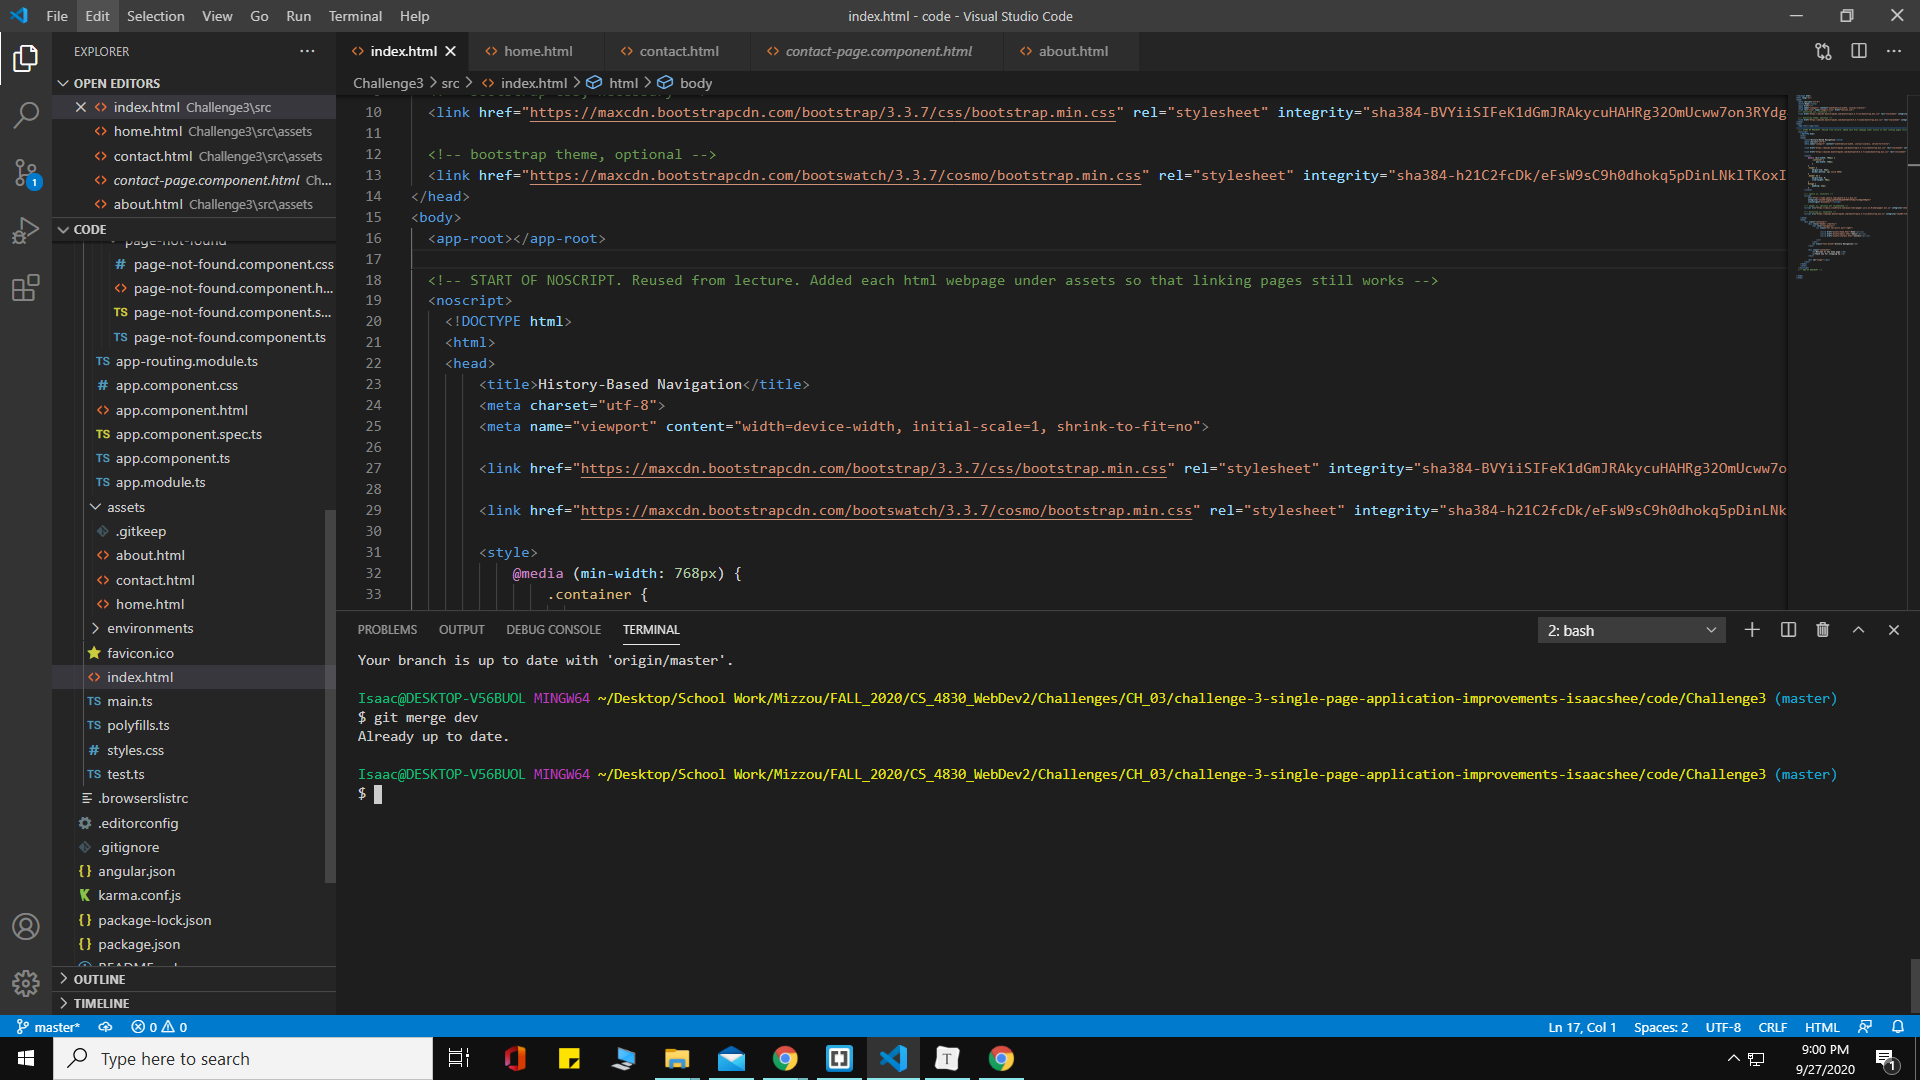 File Edit Selection View Go Run Terminal Help
index.html - code - Visual Studio Code
EXPLORER
OPEN EDITORS
index.html Challenge3\src
home.html Challenge3\src\assets
contact.html Challenge3\src\assets
contact-page.component.html Ch...
about.html Challenge3\src\assets
CODE
page-not-found
page-not-found.component.css
page-not-found.component.h...
TS page-not-found.component.s...
TS page-not-found.component.ts
TS app-routing.module.ts
# app.component.css
app.component.html
TS app.component.spec.ts
TS app.component.ts
TS app.module.ts
assets
.gitkeep
about.html
contact.html
home.html
environments
favicon.ico
index.html
TS main.ts
TS polyfills.ts
# styles.css
TS test.ts
.browserslistrc
.editorconfig
.gitignore
{} angular.json
karma.conf.js
{} package-lock.json
{} package.json
OUTLINE
TIMELINE
index.html home.html contact.html contact-page.component.html about.html
Challenge3 > src > index.html > html > body
10 <link href="https://maxcdn.bootstrapcdn.com/bootstrap/3.3.7/css/bootstrap.min.css" rel="stylesheet" integrity="sha384-BVYiiSIFeK1dGmJRAkycuHAHRg32OmUcww7on3RYdg
11
12 <!-- bootstrap theme, optional -->
13 <link href="https://maxcdn.bootstrapcdn.com/bootswatch/3.3.7/cosmo/bootstrap.min.css" rel="stylesheet" integrity="sha384-h21C2fcDk/eFsW9sC9h0dhokq5pDinLNklTKoxI
14 </head>
15 <body>
16 <app-root></app-root>
17
18 <!-- START OF NOSCRIPT. Reused from lecture. Added each html webpage under assets so that linking pages still works -->
19 <noscript>
20 <!DOCTYPE html>
21 <html>
22 <head>
23 <title>History-Based Navigation</title>
24 <meta charset="utf-8">
25 <meta name="viewport" content="width=device-width, initial-scale=1, shrink-to-fit=no">
26
27 <link href="https://maxcdn.bootstrapcdn.com/bootstrap/3.3.7/css/bootstrap.min.css" rel="stylesheet" integrity="sha384-BVYiiSIFeK1dGmJRAkycuHAHRg32OmUcww7o
28
29 <link href="https://maxcdn.bootstrapcdn.com/bootswatch/3.3.7/cosmo/bootstrap.min.css" rel="stylesheet" integrity="sha384-h21C2fcDk/eFsW9sC9h0dhokq5pDinLNk
30
31 <style>
32 @media (min-width: 768px) {
33 .container {
PROBLEMS OUTPUT DEBUG CONSOLE TERMINAL
2: bash
Your branch is up to date with 'origin/master'.
Isaac@DESKTOP-V56BUOL MINGW64 ~/Desktop/School Work/Mizzou/FALL_2020/CS_4830_WebDev2/Challenges/CH_03/challenge-3-single-page-application-improvements-isaacshee/code/Challenge3 (master)
$ git merge dev
Already up to date.
Isaac@DESKTOP-V56BUOL MINGW64 ~/Desktop/School Work/Mizzou/FALL_2020/CS_4830_WebDev2/Challenges/CH_03/challenge-3-single-page-application-improvements-isaacshee/code/Challenge3 (master)
$
master* 0 0
Ln 17, Col 1 Spaces: 2 UTF-8 CRLF HTML
Type here to search
9:00 PM
9/27/2020
1